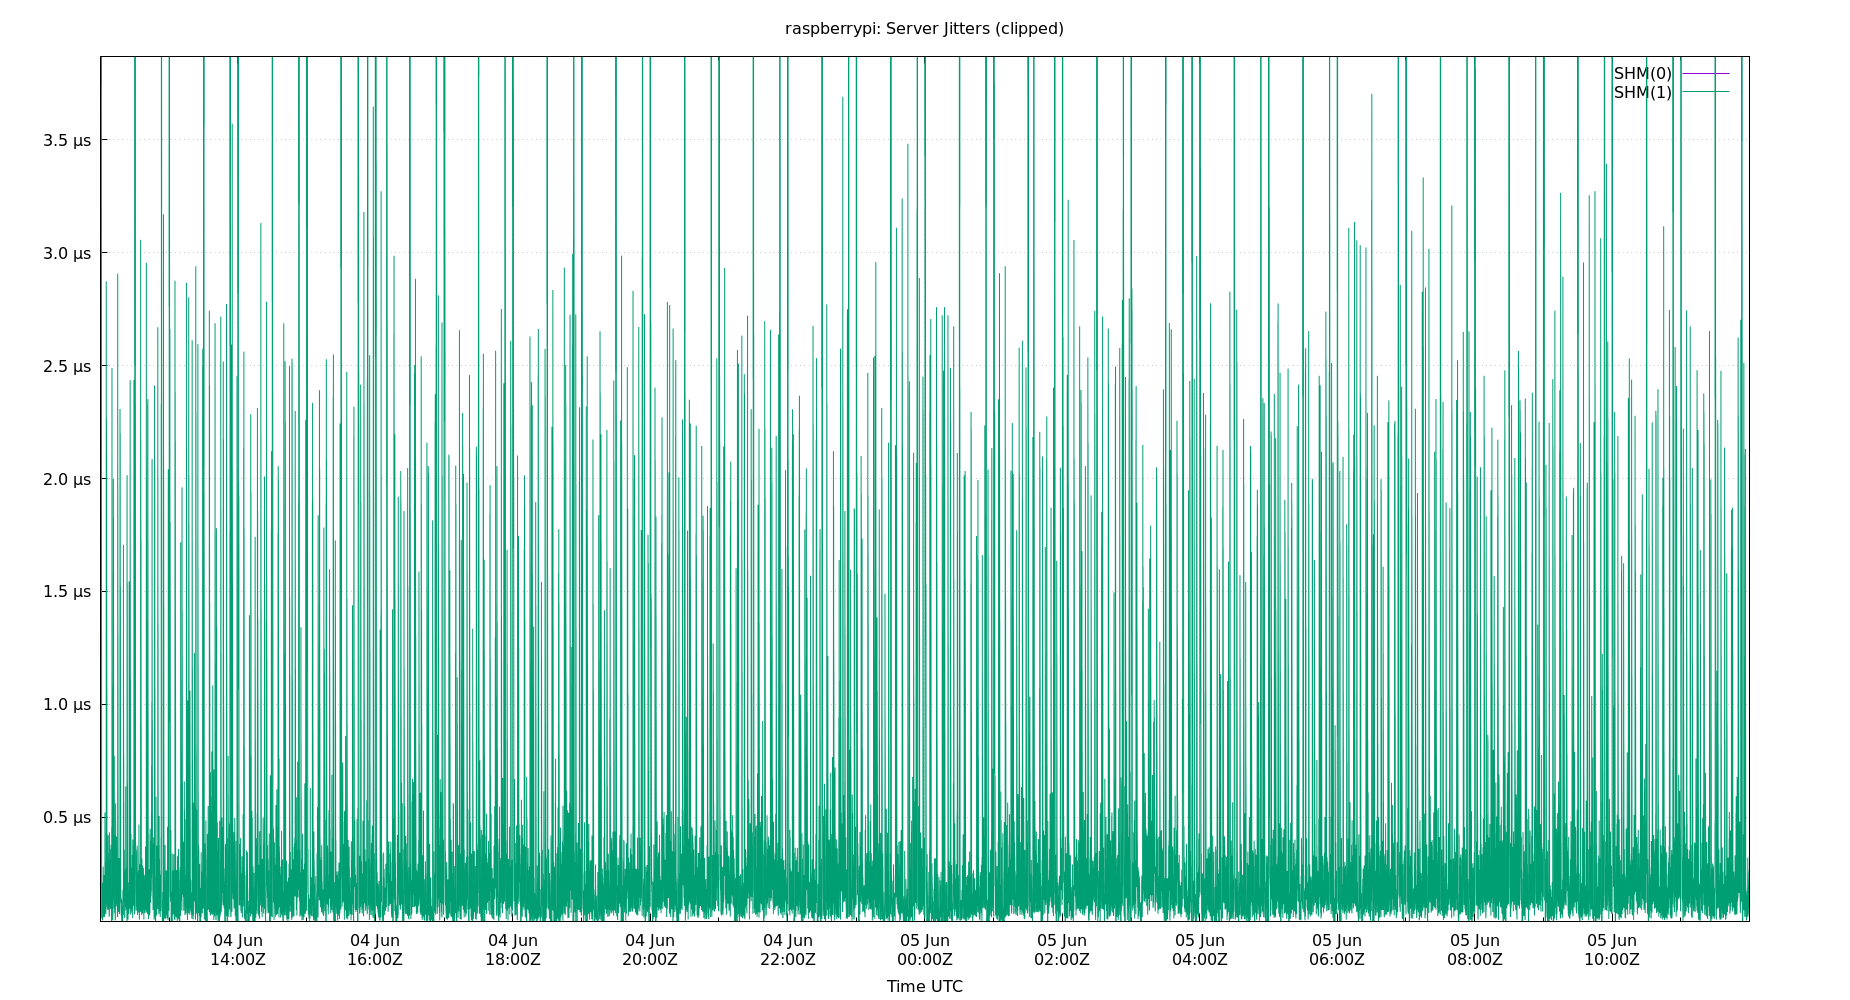 raspberrypi: Server Jitters (clipped)
SHM(0)
SHM(1)
3.5 µs
3.0 µs
2.5 µs
2.0 µs
1.5 µs
1.0 µs
0.5 µs
04 Jun 04 Jun 04 Jun 04 Jun 04 Jun 05 Jun 05 Jun 05 Jun 05 Jun 05 Jun 05 Jun
14:00Z 16:00Z 18:00Z 20:00Z 22:00Z 00:00Z 02:00Z 04:00Z 06:00Z 08:00Z 10:00Z
Time UTC